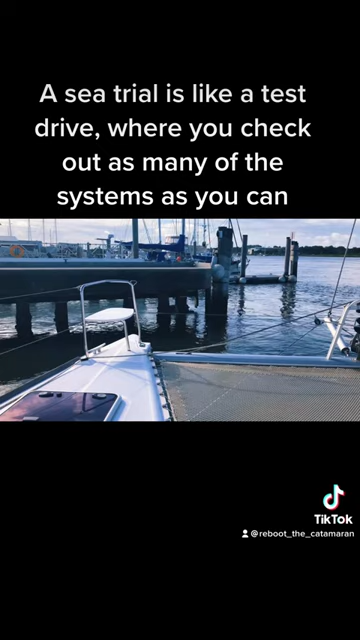 A sea trial is like a test
drive, where you check
out as many of the
systems as you can
TikTok
@reboot_the_catamaran